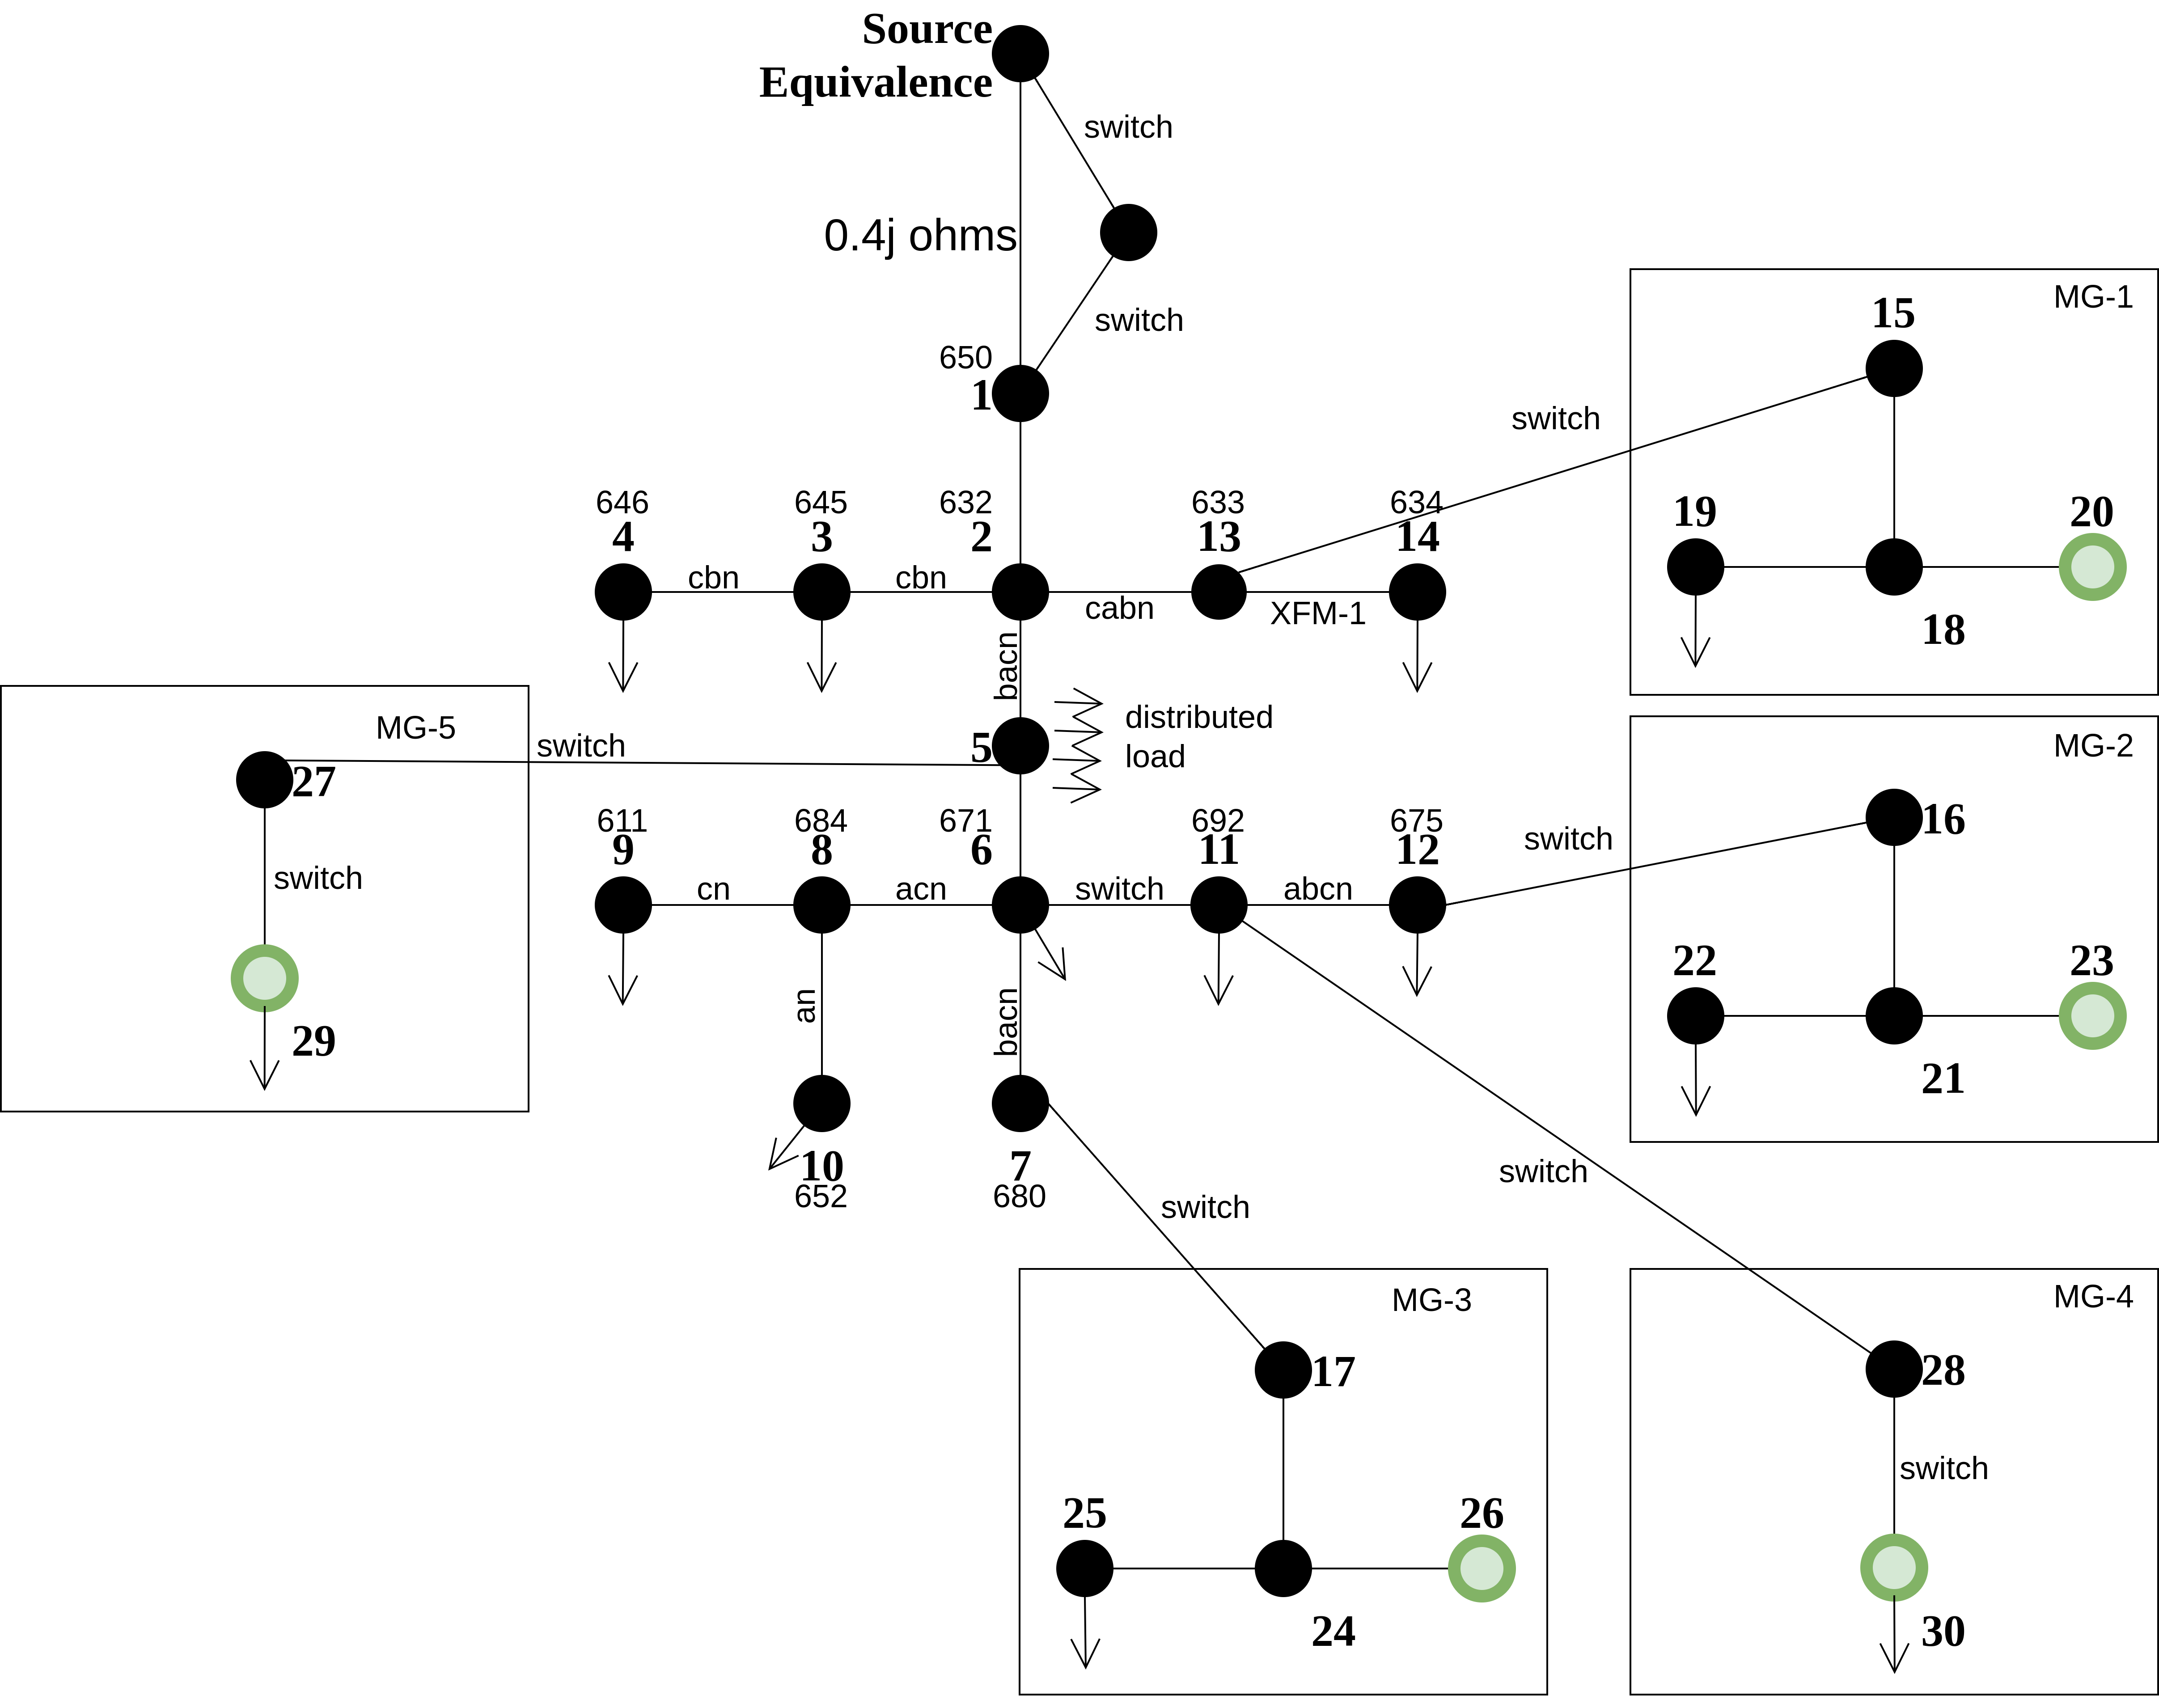 Source
Equivalence
switch
0.4j ohms
switch
650
1
MG-1
15
switch
646
645
632
633
634
4
3
2
13
14
19
20
cbn
cbn
cabn
XFM-1
18
bacn
MG-5
switch
5
distributed
load
MG-2
27
16
switch
611
684
671
692
675
switch
9
8
6
11
12
cn
acn
switch
abcn
22
23
an
bacn
29
21
10
7
652
680
switch
switch
MG-3
MG-4
17
28
switch
25
26
24
30